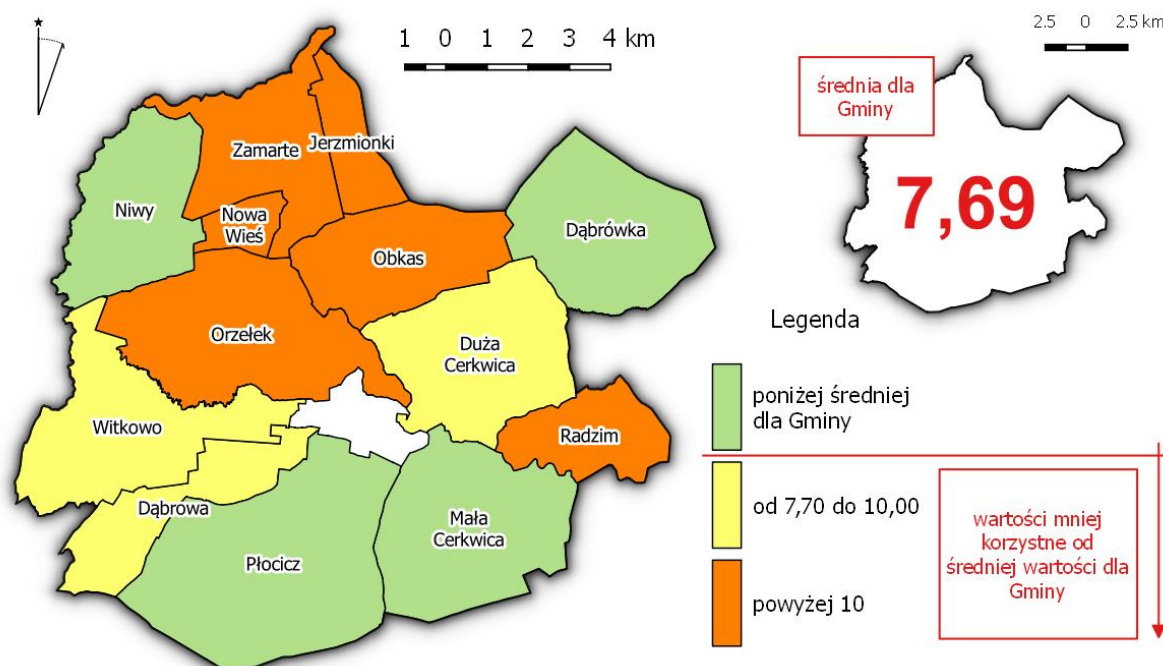 1 0 1 2 3 4 km
2.5 0 2.5 km
średnia dla
Gminy
7,69
Zamarte
Jerzmionki
Niwy
Nowa
Wieś
Dąbrówka
Obkas
Orzełek
Duża
Cerkwica
Witkowo
Radzim
Dąbrowa
Mała
Cerkwica
Płocicz
Legenda
poniżej średniej
dla Gminy
od 7,70 do 10,00
powyżej 10
wartości mniej
korzystne od
średniej wartości dla
Gminy